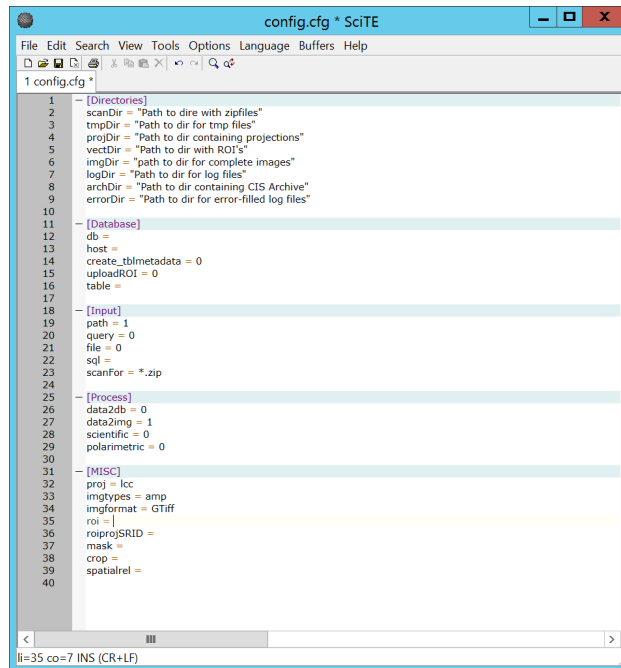 config.cfg * SciTE
File Edit Search View Tools Options Language Buffers Help
1 config.cfg *
1 [Directories]
2 scanDir = "Path to dire with zipfiles"
3 tmpDir = "Path to dir for tmp files"
4 projDir = "Path to dir containing projections"
5 vectDir = "Path to dir with ROI's"
6 imgDir = "path to dir for complete images"
7 logDir = "Path to dir for log files"
8 archDir = "Path to dir containing CIS Archive"
9 errorDir = "Path to dir for error-filled log files"
10
11 [Database]
12 db =
13 host =
14 create_tblmetadata = 0
15 uploadROI = 0
16 table =
17
18 [Input]
19 path = 1
20 query = 0
21 file = 0
22 sql =
23 scanFor = *.zip
24
25 [Process]
26 data2db = 0
27 data2img = 1
28 scientific = 0
29 polarimetric = 0
30
31 [MISC]
32 proj = lcc
33 imgtypes = amp
34 imgformat = GTiff
35 roi =
36 roiprojSRID =
37 mask =
38 crop =
39 spatialrel =
40
li=35 co=7 INS (CR+LF)